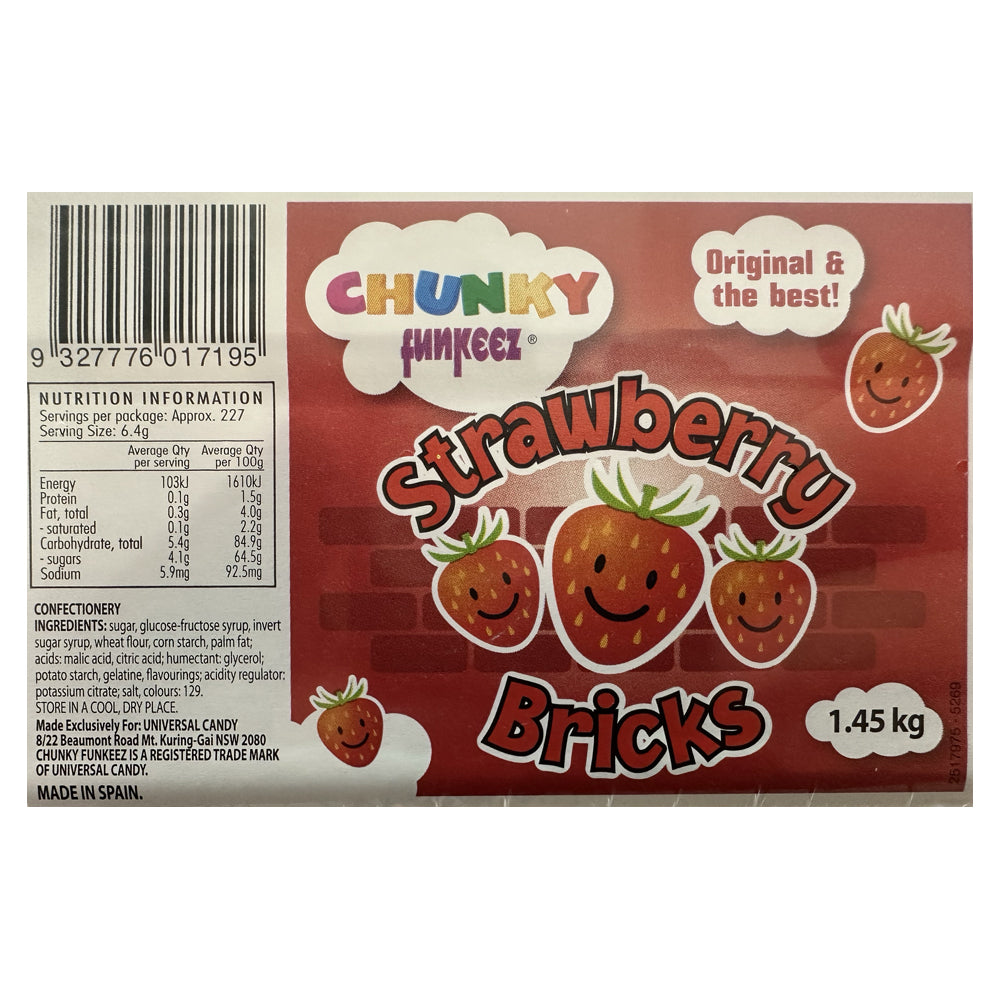 9 327776 017195
NUTRITION INFORMATION
Servings per package: Approx. 227
Serving Size: 6.4g
Average Qty per serving Average Qty per 100g
Energy 103kJ 1610kJ
Protein 0.1g 1.5g
Fat, total 0.3g 4.0g
- saturated 0.1g 2.2g
Carbohydrate, total 5.4g 84.9g
- sugars 4.1g 64.5g
Sodium 5.9mg 92.5mg
CONFECTIONERY
INGREDIENTS: sugar, glucose-fructose syrup, invert
sugar syrup, wheat flour, corn starch, palm fat;
acids: malic acid, citric acid; humectant: glycerol;
potato starch, gelatine, flavourings; acidity regulator:
potassium citrate; salt, colours: 129.
STORE IN A COOL, DRY PLACE.
Made Exclusively For: UNIVERSAL CANDY
8/22 Beaumont Road Mt. Kuring-Gai NSW 2080
CHUNKY FUNKEEZ IS A REGISTERED TRADE MARK
OF UNIVERSAL CANDY.
MADE IN SPAIN.
CHUNKY
funkeez®
Original &
the best!
Strawberry
Bricks
1.45 kg
2617975 - 5269